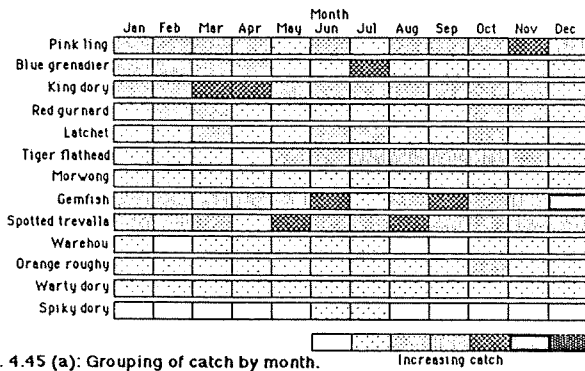 Month
Jan Feb Mar Apr May Jun Jul Aug Sep Oct Nov Dec
Pink ling
Blue grenadier
King dory
Red gurnard
Latchet
Tiger flathead
Morwong
Gemfish
Spotted trevalla
Warehou
Orange roughy
Warty dory
Spiky dory
. 4.45 (a): Grouping of catch by month.
Increasing catch